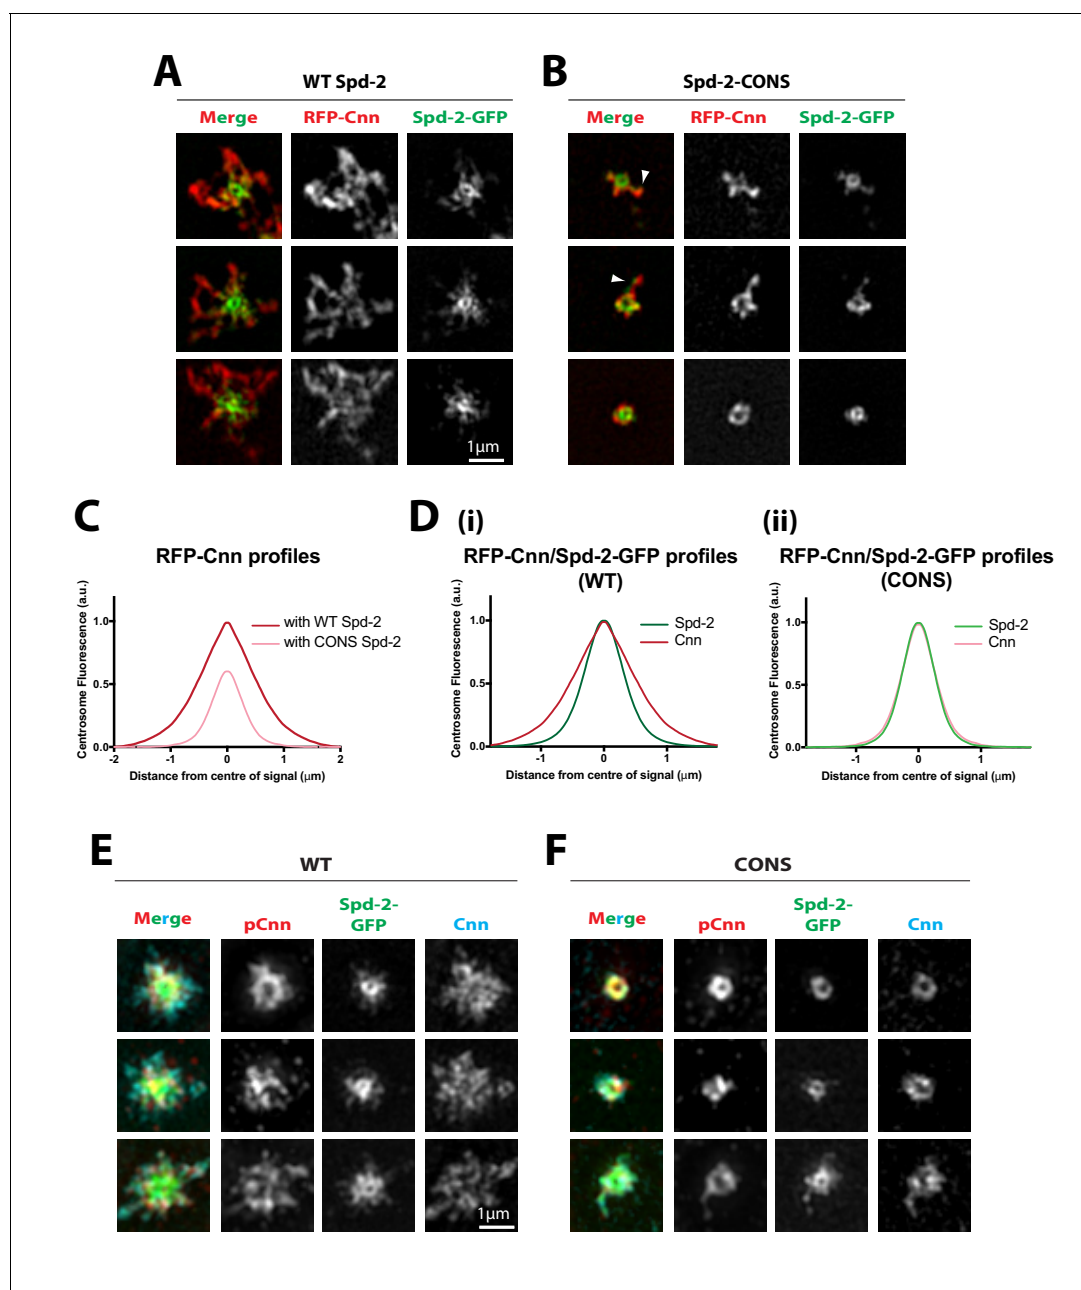 A
WT Spd-2
Merge RFP-Cnn Spd-2-GFP
1µm
B
Spd-2-CONS
Merge RFP-Cnn Spd-2-GFP
C
RFP-Cnn profiles
Centrosome Fluorescence (a.u.)
1.0
0.5
0.0
with WT Spd-2
with CONS Spd-2
-2 -1 0 1 2
Distance from centre of signal (µm)
D (i)
RFP-Cnn/Spd-2-GFP profiles
(WT)
Centrosome Fluorescence (a.u.)
1.0
0.5
0.0
Spd-2
Cnn
-1 0 1
Distance from centre of signal (µm)
(ii)
RFP-Cnn/Spd-2-GFP profiles
(CONS)
Centrosome Fluorescence (a.u.)
1.0
0.5
0.0
Spd-2
Cnn
-1 0 1
Distance from centre of signal (µm)
E
WT
Merge pCnn Spd-2-
GFP Cnn
1µm
F
CONS
Merge pCnn Spd-2-
GFP Cnn